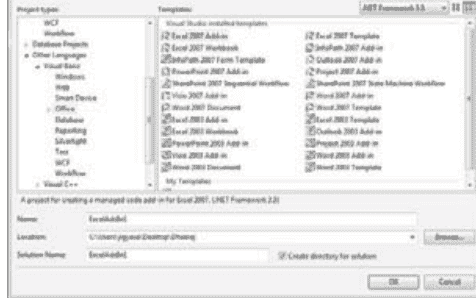 Project types:
Templates:
.NET Framework 3.5
WCF
Workflow
Database Projects
Other Languages
Visual Basic
Windows
Web
Smart Device
Office
Database
Reporting
Silverlight
Test
WCF
Workflow
Visual C++
Visual Studio installed templates
Excel 2007 Add-in
Excel 2007 Workbook
InfoPath 2007 Form Template
PowerPoint 2007 Add-in
SharePoint 2007 Sequential Workflow
Visio 2007 Add-in
Word 2007 Document
Excel 2003 Add-in
Excel 2003 Workbook
PowerPoint 2003 Add-in
Visio 2003 Add-in
Word 2003 Document
Excel 2007 Template
InfoPath 2007 Add-in
Outlook 2007 Add-in
Project 2007 Add-in
SharePoint 2007 State Machine Workflow
Word 2007 Add-in
Word 2007 Template
Excel 2003 Template
Outlook 2003 Add-in
Project 2003 Add-in
Word 2003 Add-in
Word 2003 Template
My Templates
A project for creating a managed code add-in for Excel 2007. (.NET Framework 3.5)
Name: ExcelAddIn1
Location: Browse...
Solution Name: ExcelAddIn1
Create directory for solution
OK Cancel